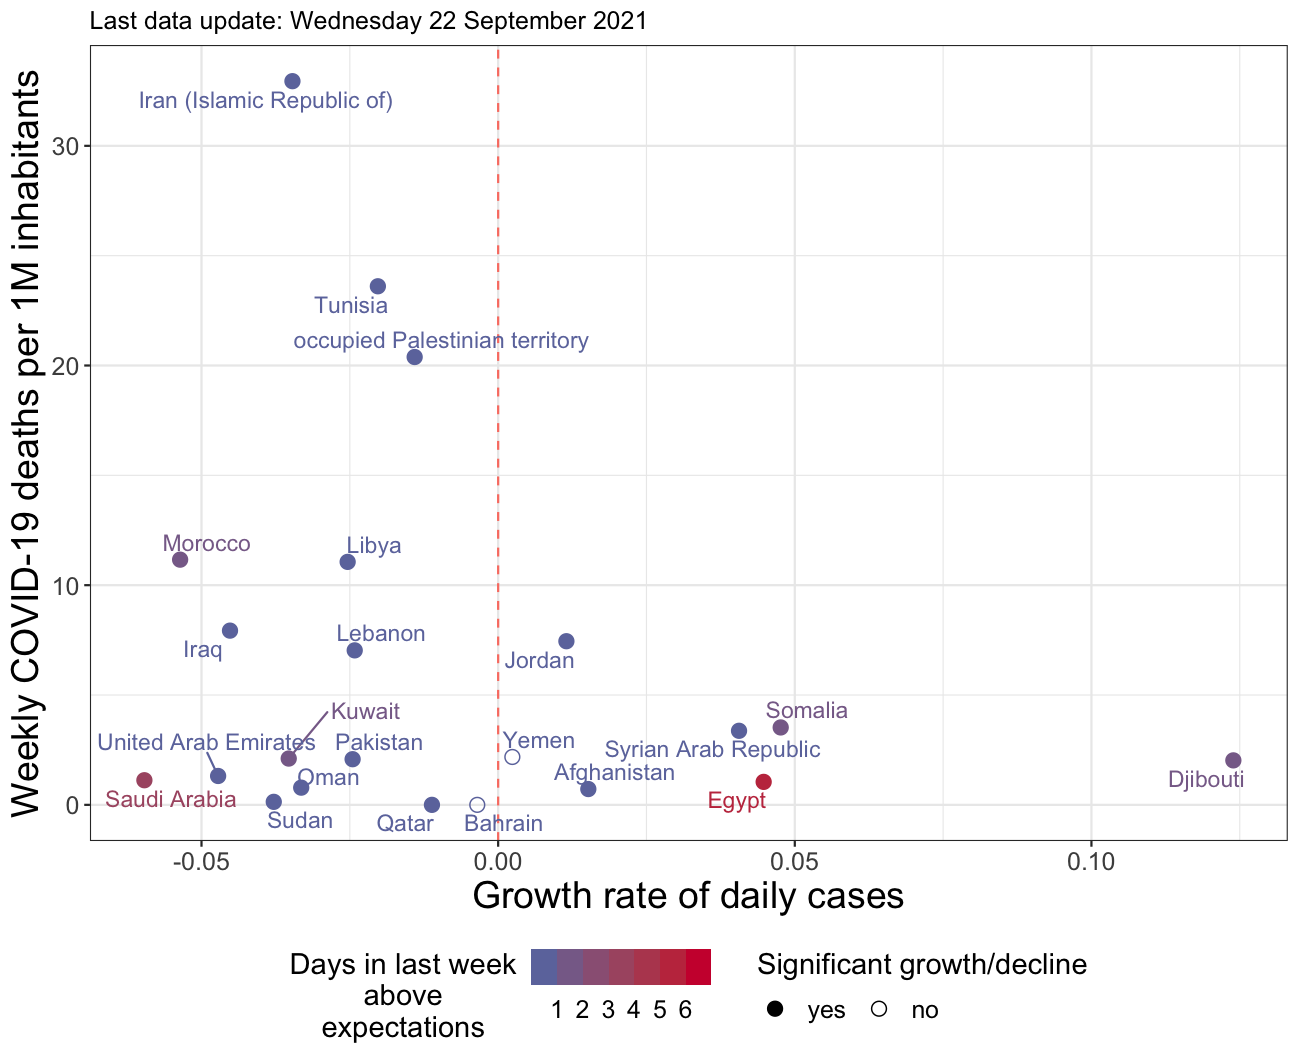 Last data update: Wednesday 22 September 2021
Weekly COVID-19 deaths per 1M inhabitants
30
20
10
0
Iran (Islamic Republic of)
Tunisia
occupied Palestinian territory
Morocco
Libya
Iraq
Lebanon
Jordan
Kuwait
Somalia
United Arab Emirates
Pakistan
Yemen
Syrian Arab Republic
Oman
Afghanistan
Djibouti
Saudi Arabia
Egypt
Sudan
Qatar
Bahrain
-0.05
0.00
0.05
0.10
Growth rate of daily cases
Days in last week
above
expectations
1 2 3 4 5 6
Significant growth/decline
yes
no